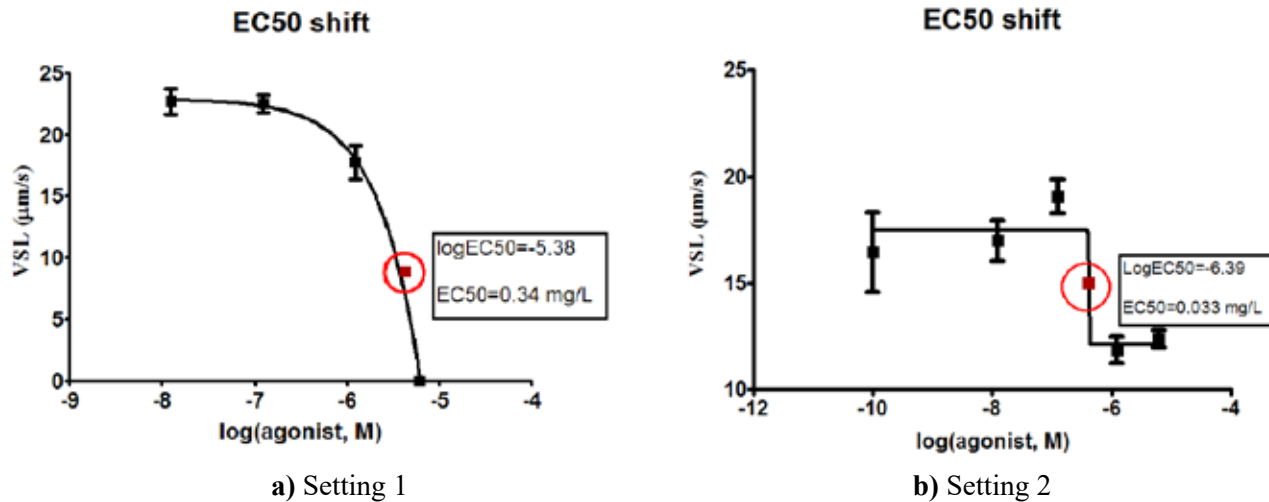 EC50 shift
25
20
15
10
5
0
VSL (µm/s)
-9
-8
-7
-6
-5
-4
log(agonist, M)
logEC50=-5.38
EC50=0.34 mg/L
a) Setting 1
EC50 shift
25
20
15
10
VSL (µm/s)
-12
-10
-8
-6
-4
log(agonist, M)
LogEC50=-6.39
EC50=0.033 mg/L
b) Setting 2